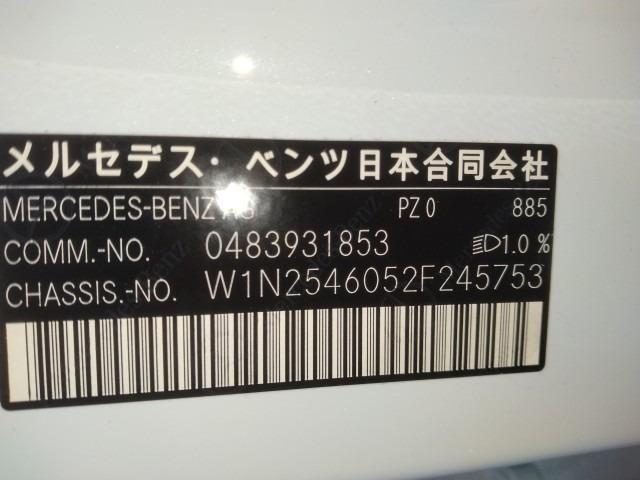 メルセデス・ベンツ日本合同会社
MERCEDES-BENZ AG PZ 0 885
COMM.-NO. 0483931853 1.0 %
CHASSIS.-NO. W1N2546052F245753